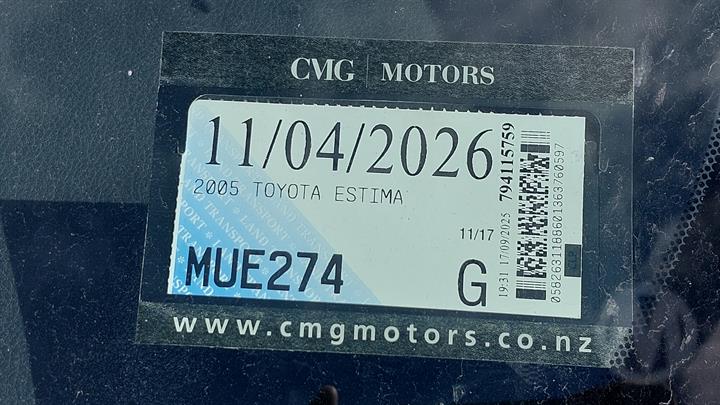 CMG | MOTORS
11/04/2026
2005 TOYOTA ESTIMA
11/17
MUE274
G
19:31 17/09/2025
794115759
0582631188601363760597
www.cmgmotors.co.nz